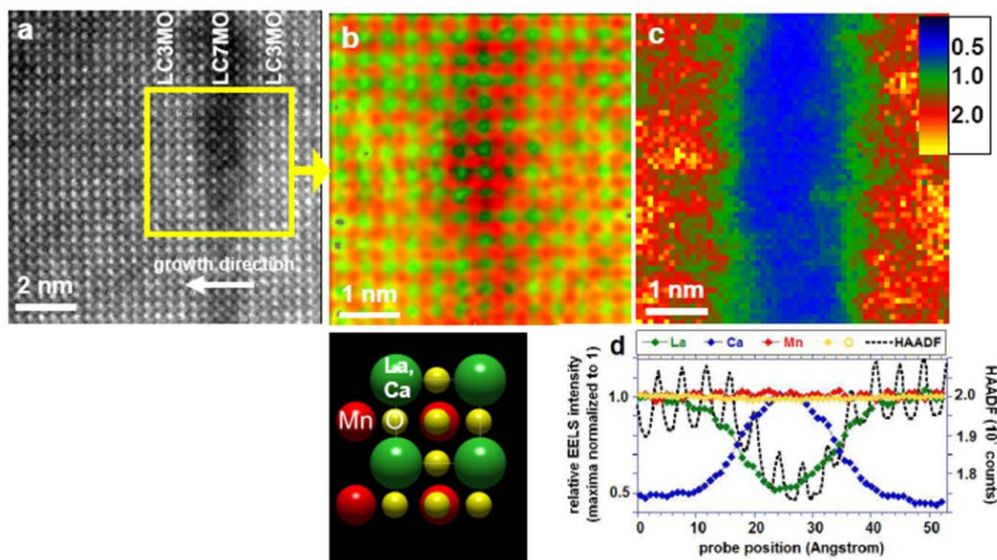 a
LC3MO
LC7MO
LC3MO
growth direction
2 nm
b
1 nm
c
0.5
1.0
2.0
1 nm
La,
Ca
Mn O
d
La Ca Mn O HAADF
relative EELS intensity
(maxima normalized to 1)
1.0
0.5
HAADF (10
counts)
2.0
1.9
1.8
0 10 20 30 40 50
probe position (Angstrom)